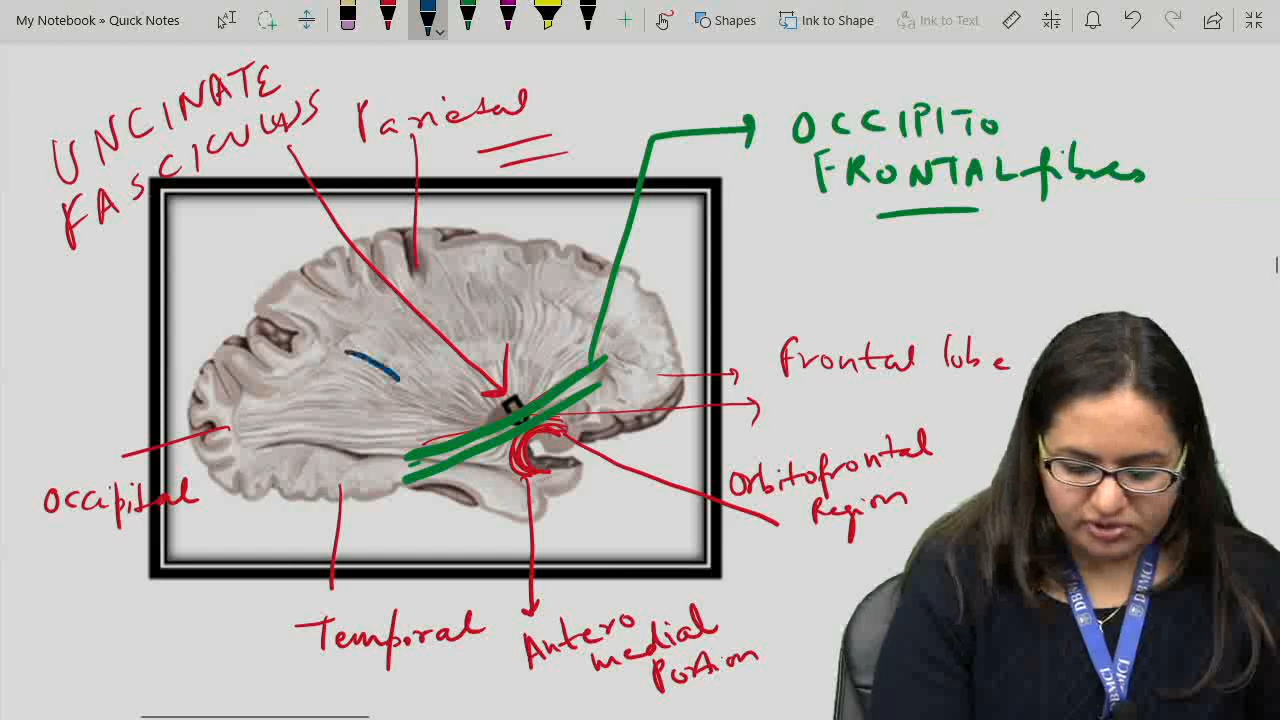 My Notebook » Quick Notes
Shapes
Ink to Shape
Ink to Text
UNCINATE
FASCICULUS
Parietal
OCCIPITO
FRONTAL fibres
Frontal lobe
Orbitofrontal
Region
Occipital
Temporal
Antero
medial
Portion
DBMCI